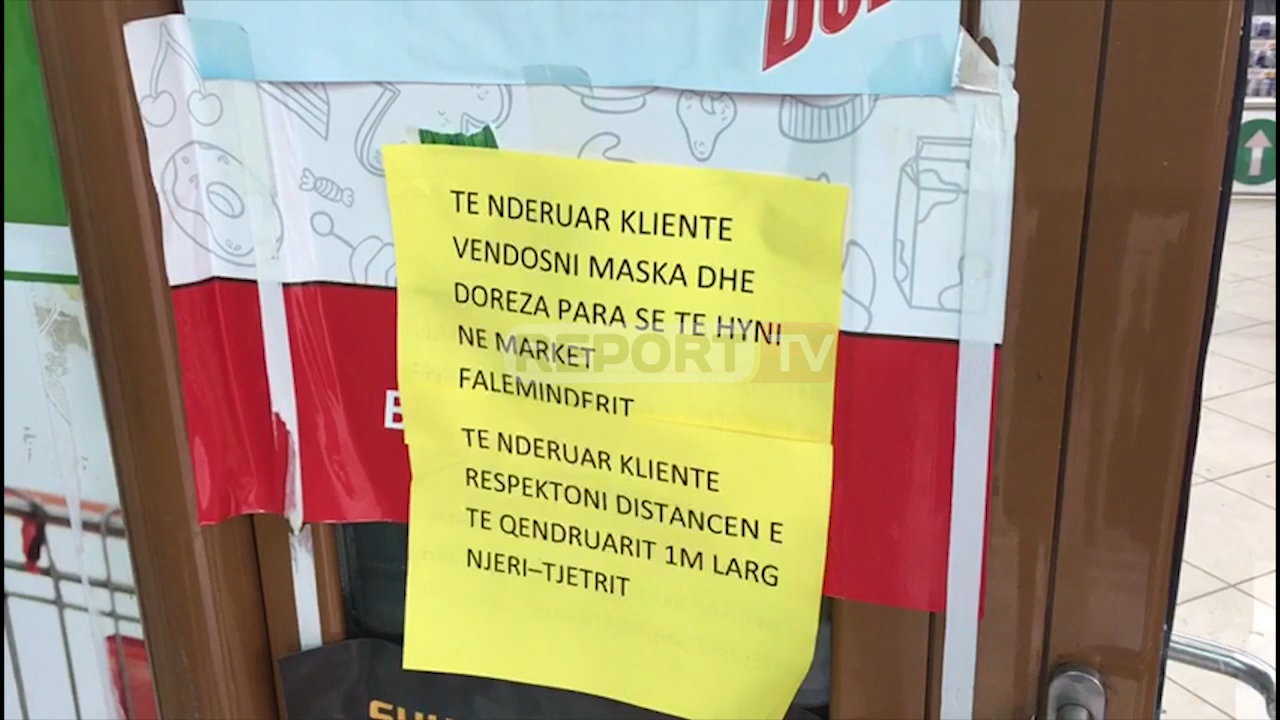 TE NDERUAR KLIENTE
VENDOSNI MASKA DHE
DOREZA PARA SE TE HYNI
NE MARKET
REPORT TV
FALEMINDERIT
TE NDERUAR KLIENTE
RESPEKTONI DISTANCEN E
TE QENDRUARIT 1M LARG
NJERI–TJETRIT